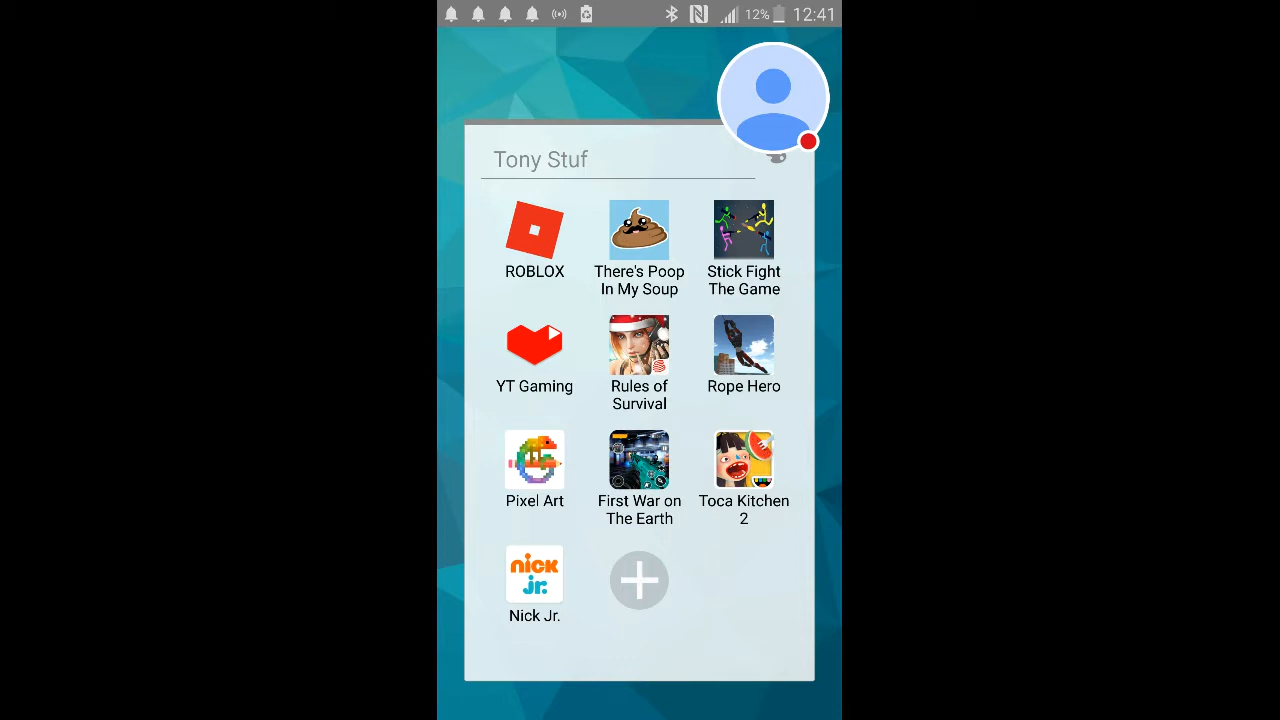 12% 12:41
Tony Stuf
ROBLOX
There's Poop
In My Soup
Stick Fight
The Game
YT Gaming
Rules of
Survival
Rope Hero
Pixel Art
First War on
The Earth
Toca Kitchen
2
nick
jr.
Nick Jr.